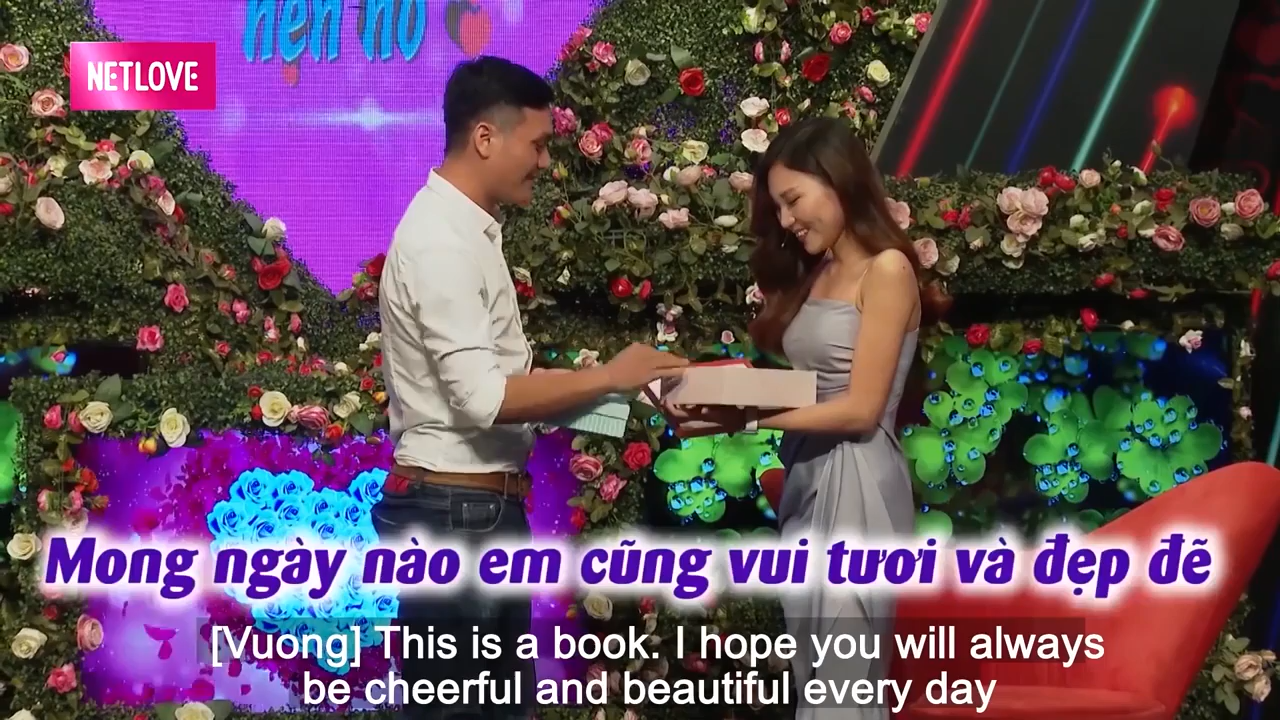 hẹn hò
NETLOVE
Mong ngày nào em cũng vui tươi và đẹp đẽ
[Vuong] This is a book. I hope you will always
be cheerful and beautiful every day